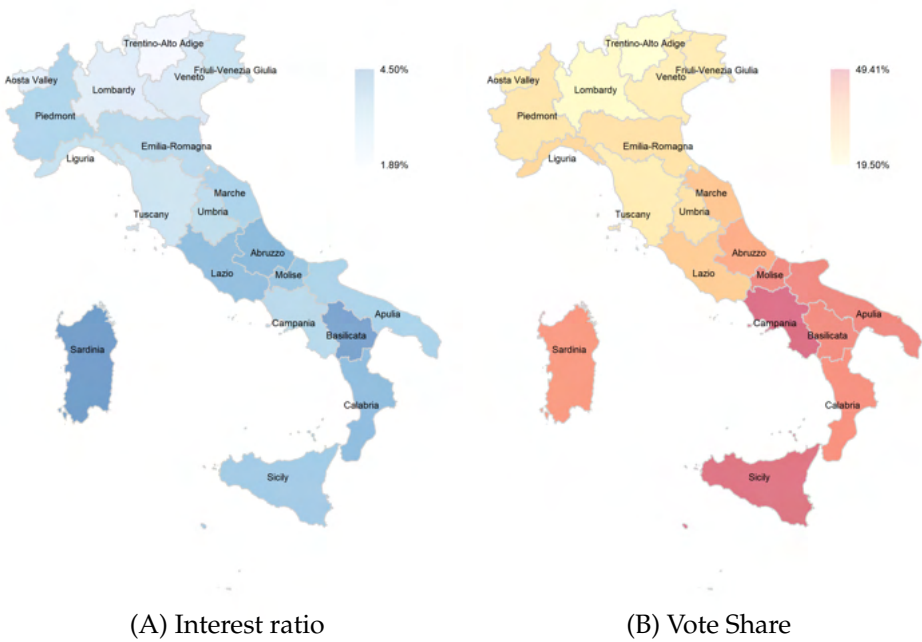 Trentino-Alto Adige
Friuli-Venezia Giulia
Aosta Valley
Veneto
Lombardy
Piedmont
Emilia-Romagna
Liguria
Marche
Tuscany
Umbria
Abruzzo
Lazio
Molise
Campania
Apulia
Basilicata
Sardinia
Calabria
Sicily
4.50%
1.89%
(A) Interest ratio
Trentino-Alto Adige
Friuli-Venezia Giulia
Aosta Valley
Veneto
Lombardy
Piedmont
Emilia-Romagna
Liguria
Marche
Tuscany
Umbria
Abruzzo
Lazio
Molise
Campania
Apulia
Basilicata
Sardinia
Calabria
Sicily
49.41%
19.50%
(B) Vote Share